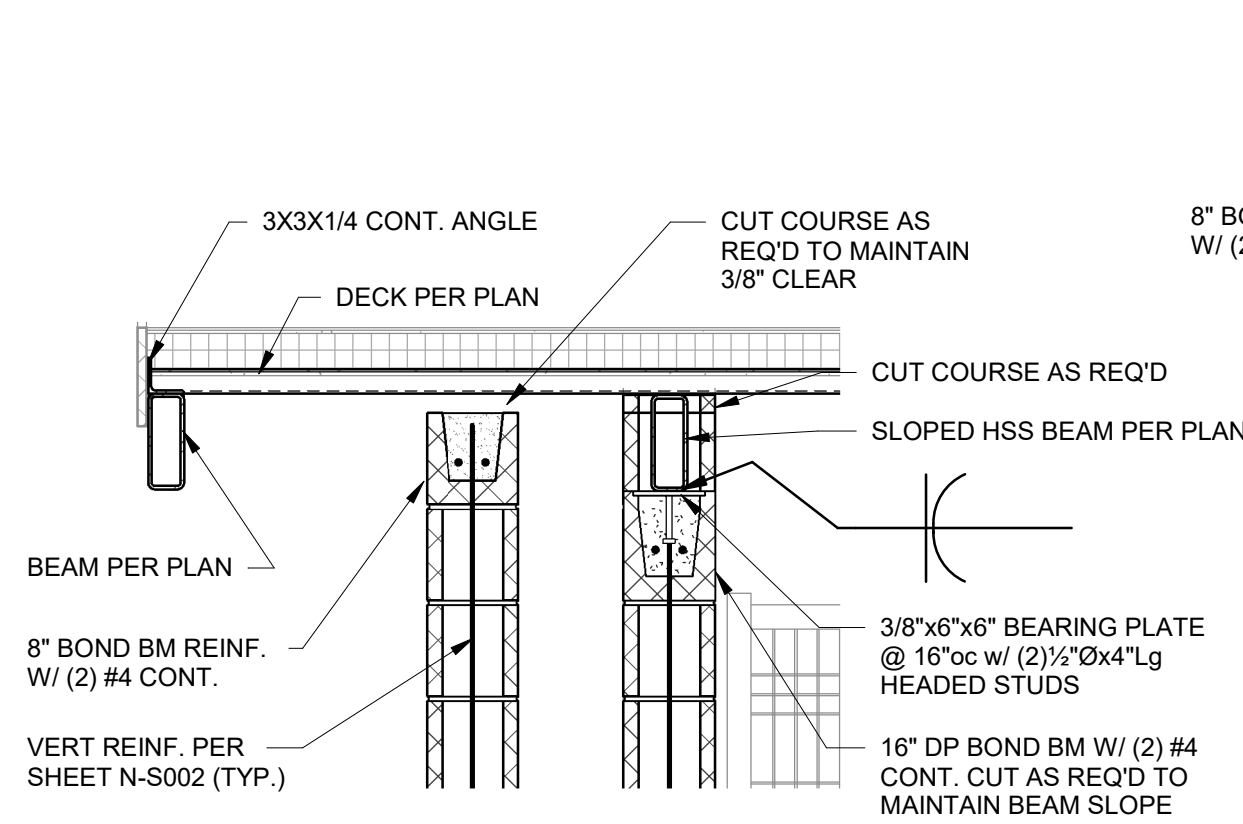 3X3X1/4 CONT. ANGLE
DECK PER PLAN
CUT COURSE AS
REQ'D TO MAINTAIN
3/8" CLEAR
8" BO
W/ (2
CUT COURSE AS REQ'D
SLOPED HSS BEAM PER PLAN
BEAM PER PLAN
8" BOND BM REINF.
W/ (2) #4 CONT.
VERT REINF. PER
SHEET N-S002 (TYP.)
3/8"x6"x6" BEARING PLATE
@ 16"oc w/ (2)½"Øx4"Lg
HEADED STUDS
16" DP BOND BM W/ (2) #4
CONT. CUT AS REQ'D TO
MAINTAIN BEAM SLOPE